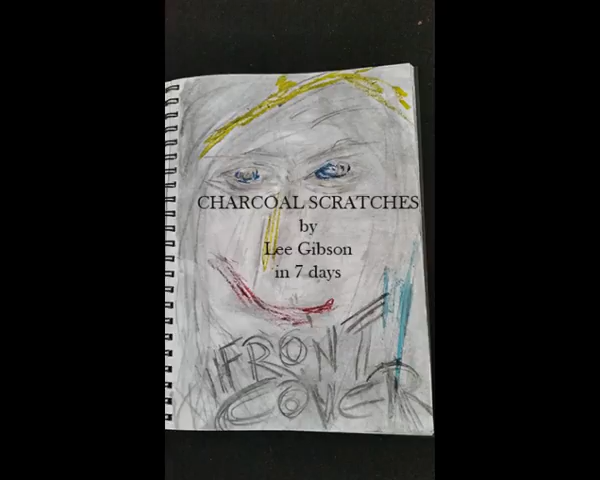 CHARCOAL SCRATCHES
by
Lee Gibson
in 7 days
FRONT
COVER